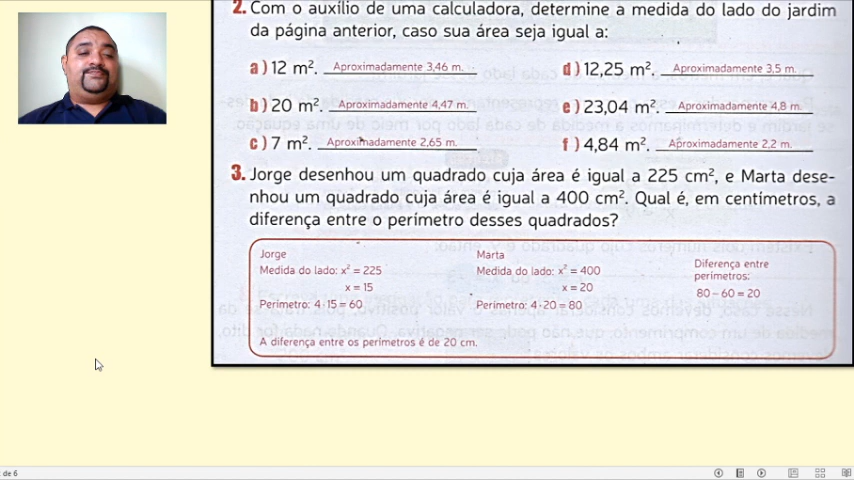 2. Com o auxílio de uma calculadora, determine a medida do lado do jardim
da página anterior, caso sua área seja igual a:
a) 12 m². Aproximadamente 3,46 m.
d) 12,25 m². Aproximadamente 3,5 m.
b) 20 m². Aproximadamente 4,47 m.
e) 23,04 m². Aproximadamente 4,8 m.
c) 7 m². Aproximadamente 2,65 m.
f) 4,84 m². Aproximadamente 2,2 m.
3. Jorge desenhou um quadrado cuja área é igual a 225 cm², e Marta dese-
nhou um quadrado cuja área é igual a 400 cm². Qual é, em centímetros, a
diferença entre o perímetro desses quadrados?
Jorge
Medida do lado: x² = 225
x = 15
Perímetro: 4·15 = 60
Marta
Medida do lado: x² = 400
x = 20
Perímetro: 4·20 = 80
Diferença entre
perímetros:
80 – 60 = 20
A diferença entre os perímetros é de 20 cm.
de 6